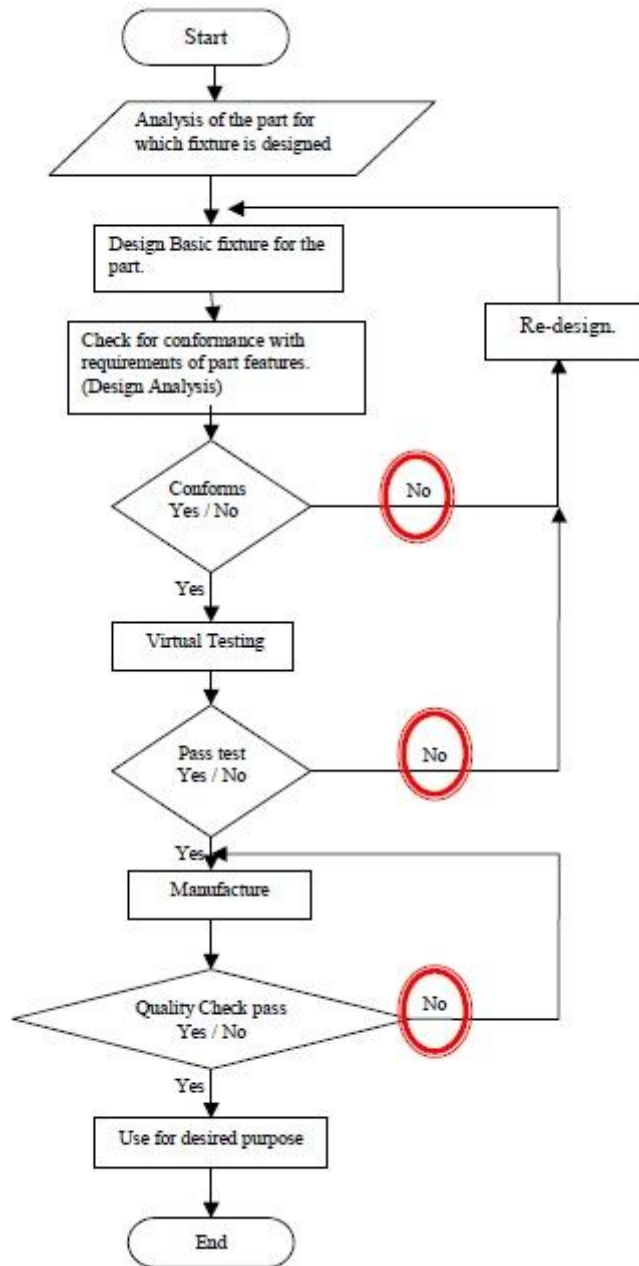 Start
Analysis of the part for
which fixture is designed
Design Basic fixture for the
part.
Re-design.
Check for conformance with
requirements of part features.
(Design Analysis)
Conforms
Yes / No
No
Yes
Virtual Testing
Pass test
Yes / No
No
Yes
Manufacture
Quality Check pass
Yes / No
No
Yes
Use for desired purpose
End